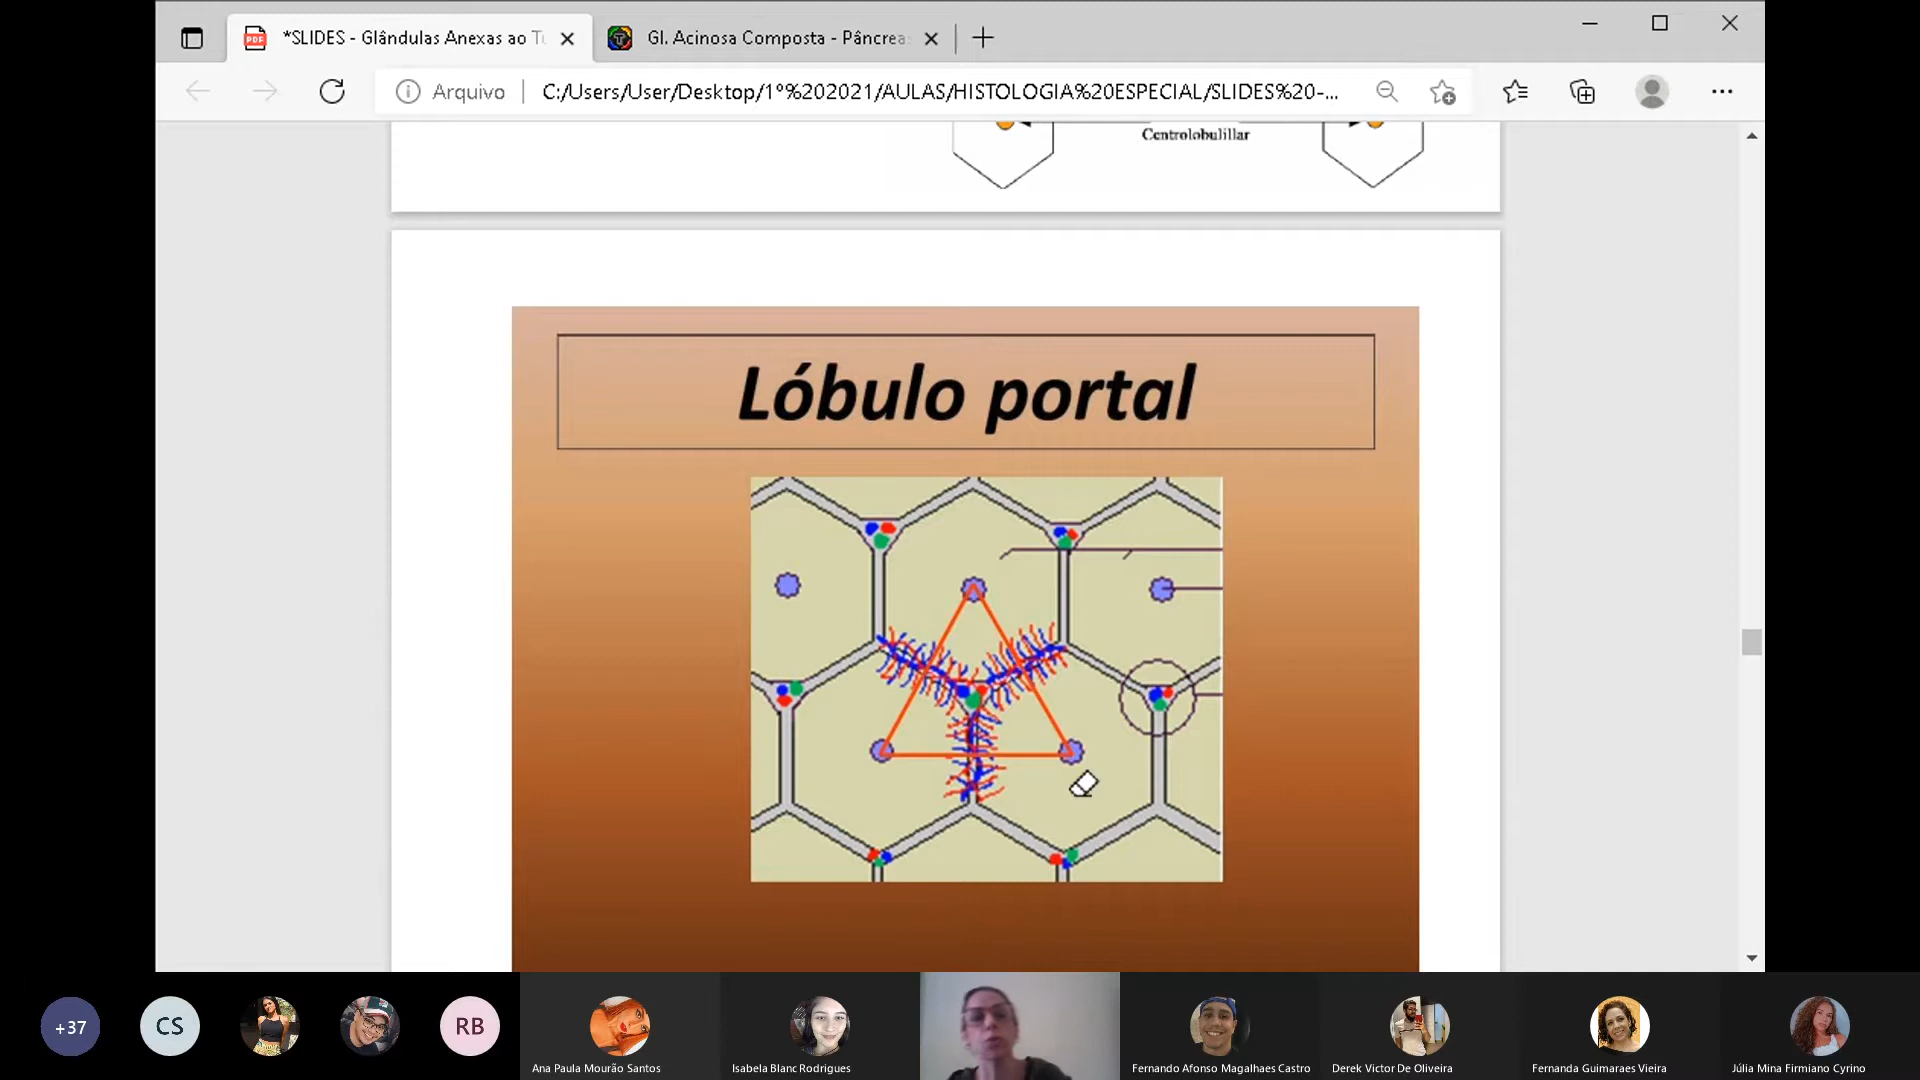 *SLIDES - Glândulas Anexas ao T
Gl. Acinosa Composta - Pâncrea
Arquivo
C:/Users/User/Desktop/1º%202021/AULAS/HISTOLOGIA%20ESPECIAL/SLIDES%20-...
Centrolobulillar
Lóbulo portal
+37
CS
RB
Ana Paula Mourão Santos
Isabela Blanc Rodrigues
Fernando Afonso Magalhaes Castro
Derek Victor De Oliveira
Fernanda Guimaraes Vieira
Júlia Mina Firmiano Cyrino